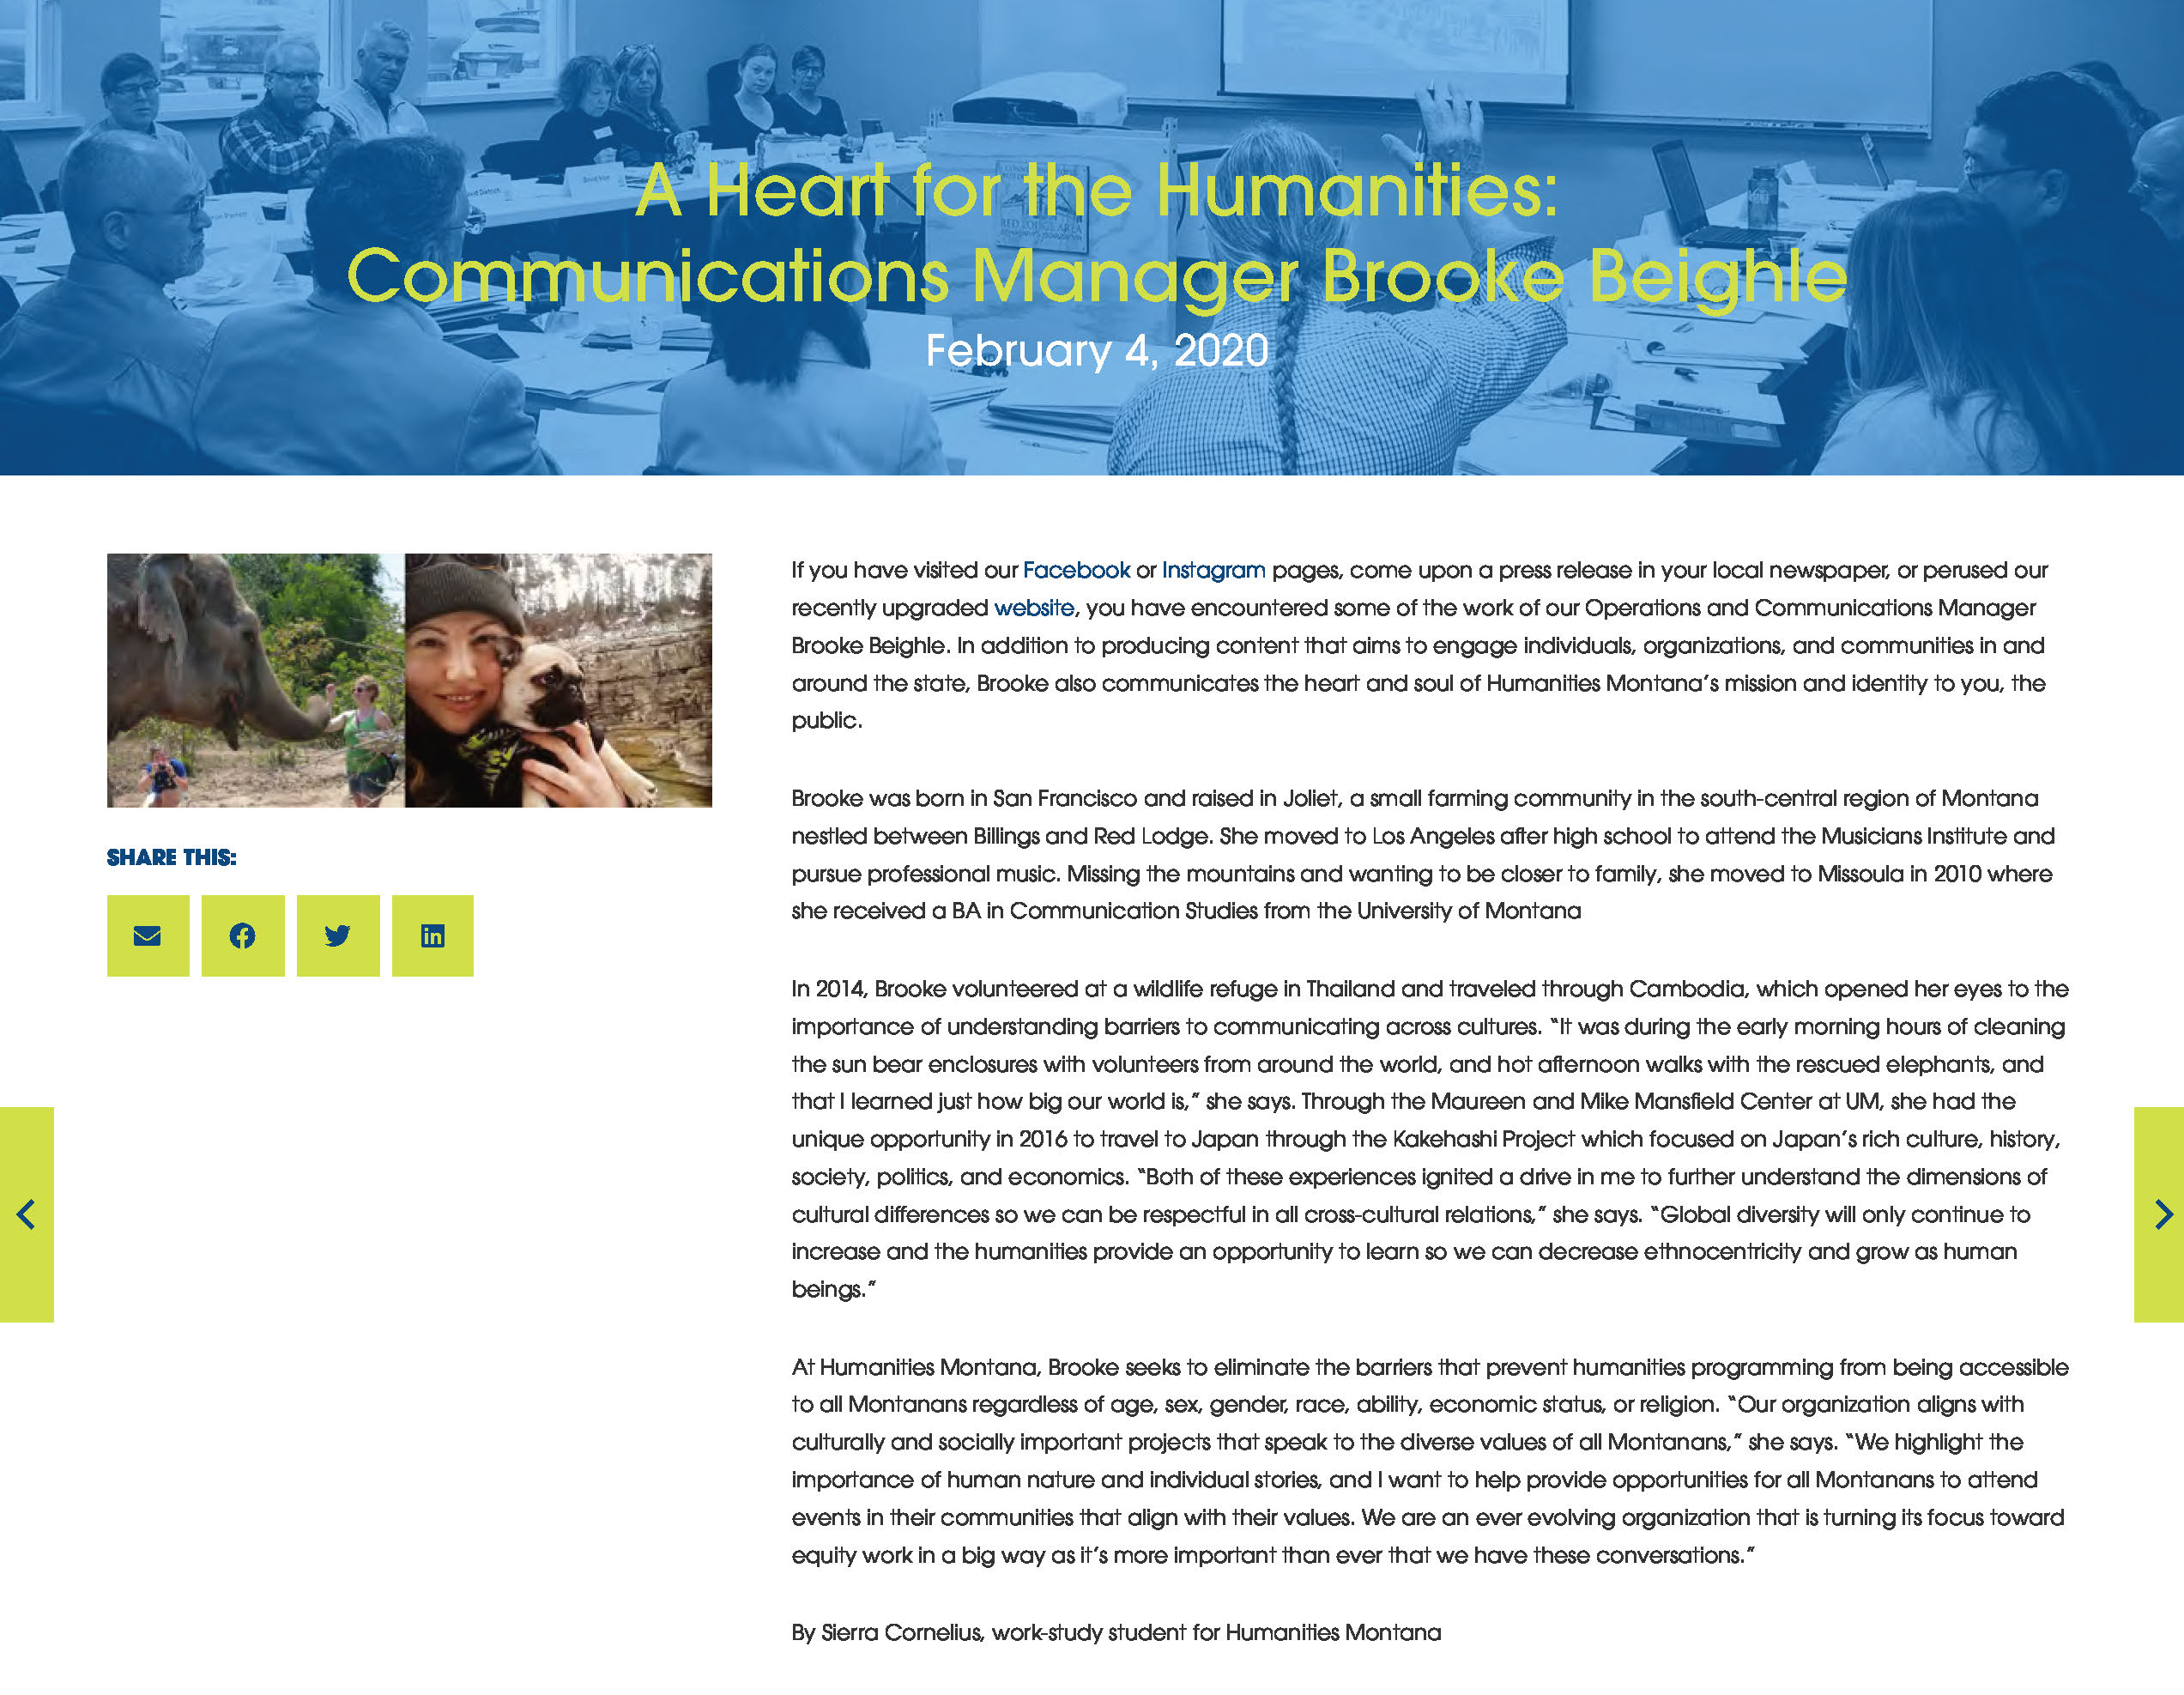 A Heart for the Humanities:
Communications Manager Brooke Beighle
February 4, 2020
If you have visited our Facebook or Instagram pages, come upon a press release in your local newspaper, or perused our
recently upgraded website, you have encountered some of the work of our Operations and Communications Manager
Brooke Beighle. In addition to producing content that aims to engage individuals, organizations, and communities in and
around the state, Brooke also communicates the heart and soul of Humanities Montana’s mission and identity to you, the
public.
Brooke was born in San Francisco and raised in Joliet, a small farming community in the south-central region of Montana
nestled between Billings and Red Lodge. She moved to Los Angeles after high school to attend the Musicians Institute and
pursue professional music. Missing the mountains and wanting to be closer to family, she moved to Missoula in 2010 where
she received a BA in Communication Studies from the University of Montana
In 2014, Brooke volunteered at a wildlife refuge in Thailand and traveled through Cambodia, which opened her eyes to the
importance of understanding barriers to communicating across cultures. “It was during the early morning hours of cleaning
the sun bear enclosures with volunteers from around the world, and hot afternoon walks with the rescued elephants, and
that I learned just how big our world is,” she says. Through the Maureen and Mike Mansfield Center at UM, she had the
unique opportunity in 2016 to travel to Japan through the Kakehashi Project which focused on Japan’s rich culture, history,
society, politics, and economics. “Both of these experiences ignited a drive in me to further understand the dimensions of
cultural differences so we can be respectful in all cross-cultural relations,” she says. “Global diversity will only continue to
increase and the humanities provide an opportunity to learn so we can decrease ethnocentricity and grow as human
beings.”
At Humanities Montana, Brooke seeks to eliminate the barriers that prevent humanities programming from being accessible
to all Montanans regardless of age, sex, gender, race, ability, economic status, or religion. “Our organization aligns with
culturally and socially important projects that speak to the diverse values of all Montanans,” she says. “We highlight the
importance of human nature and individual stories, and I want to help provide opportunities for all Montanans to attend
events in their communities that align with their values. We are an ever evolving organization that is turning its focus toward
equity work in a big way as it’s more important than ever that we have these conversations.”
By Sierra Cornelius, work-study student for Humanities Montana
SHARE THIS: